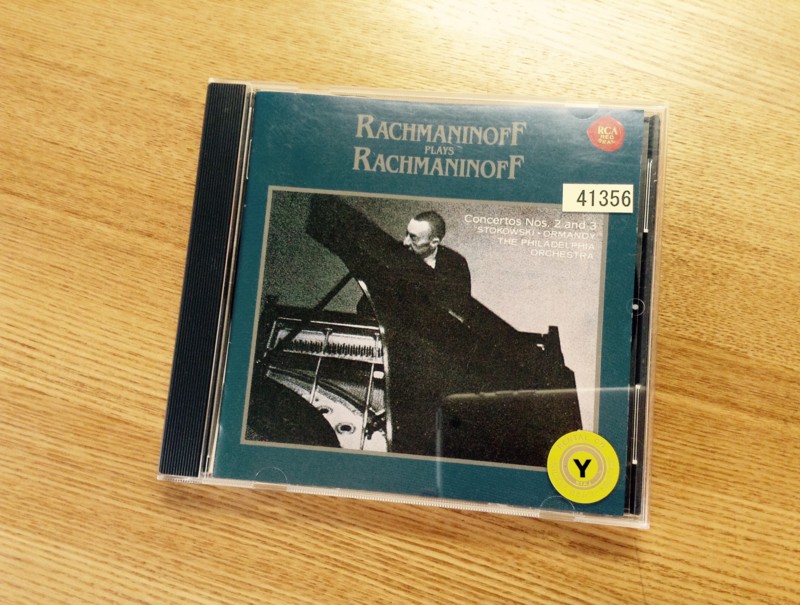 RACHMANINOFF
PLAYS
RACHMANINOFF
RCA
RED
SEAL
41356
Concertos Nos. 2 and 3
STOKOWSKI • ORMANDY
THE PHILADELPHIA
ORCHESTRA
Y